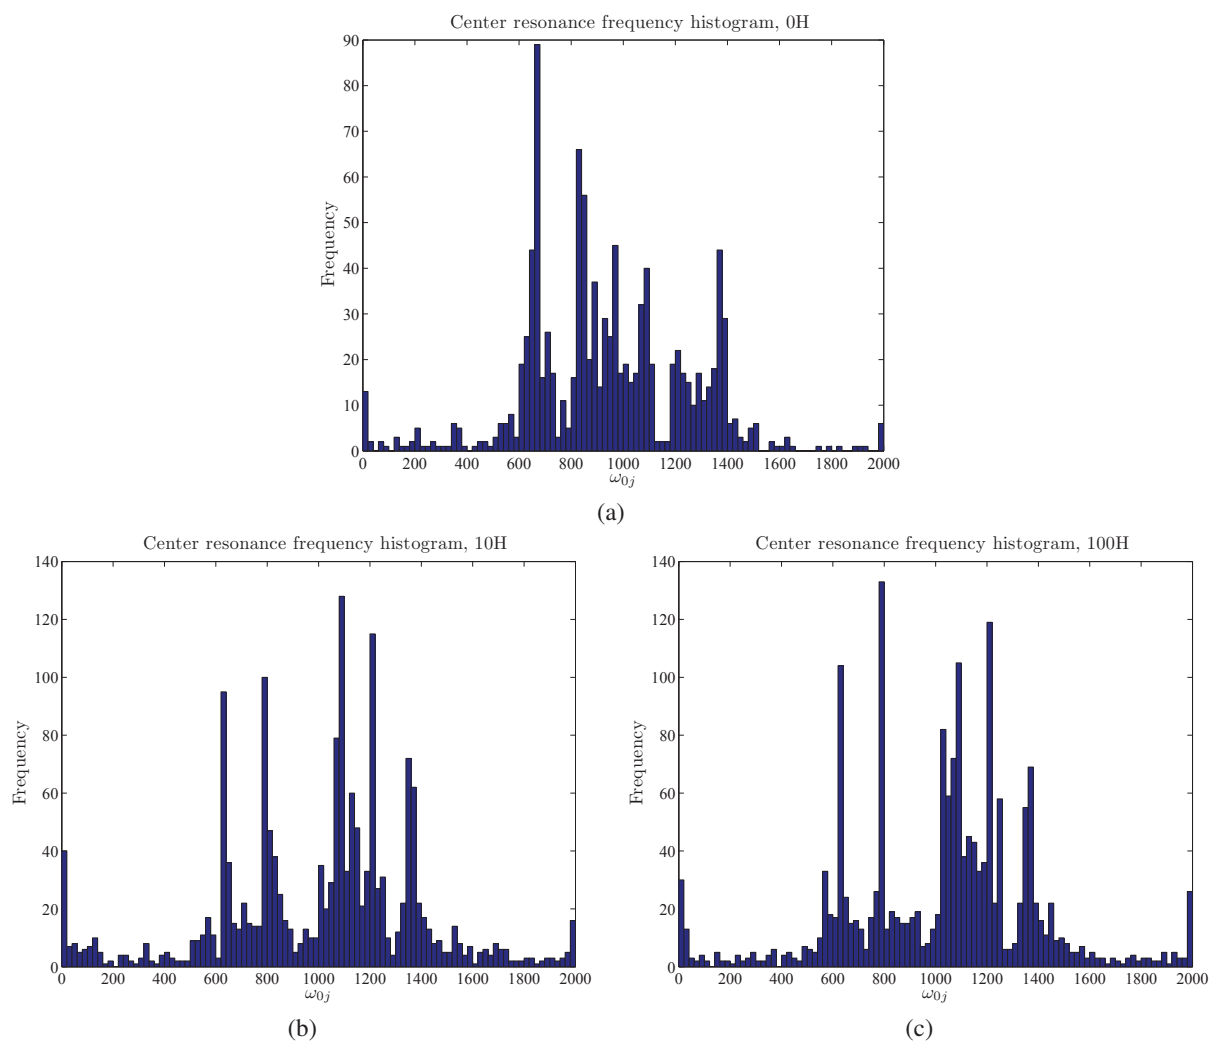 Center resonance frequency histogram, 0H
90
80
70
60
50
40
30
20
10
0
Frequency
0 200 400 600 800 1000 1200 1400 1600 1800 2000
ω0j
(a)
Center resonance frequency histogram, 10H
140
120
100
80
60
40
20
0
Frequency
0 200 400 600 800 1000 1200 1400 1600 1800 2000
ω0j
(b)
Center resonance frequency histogram, 100H
140
120
100
80
60
40
20
0
Frequency
0 200 400 600 800 1000 1200 1400 1600 1800 2000
ω0j
(c)